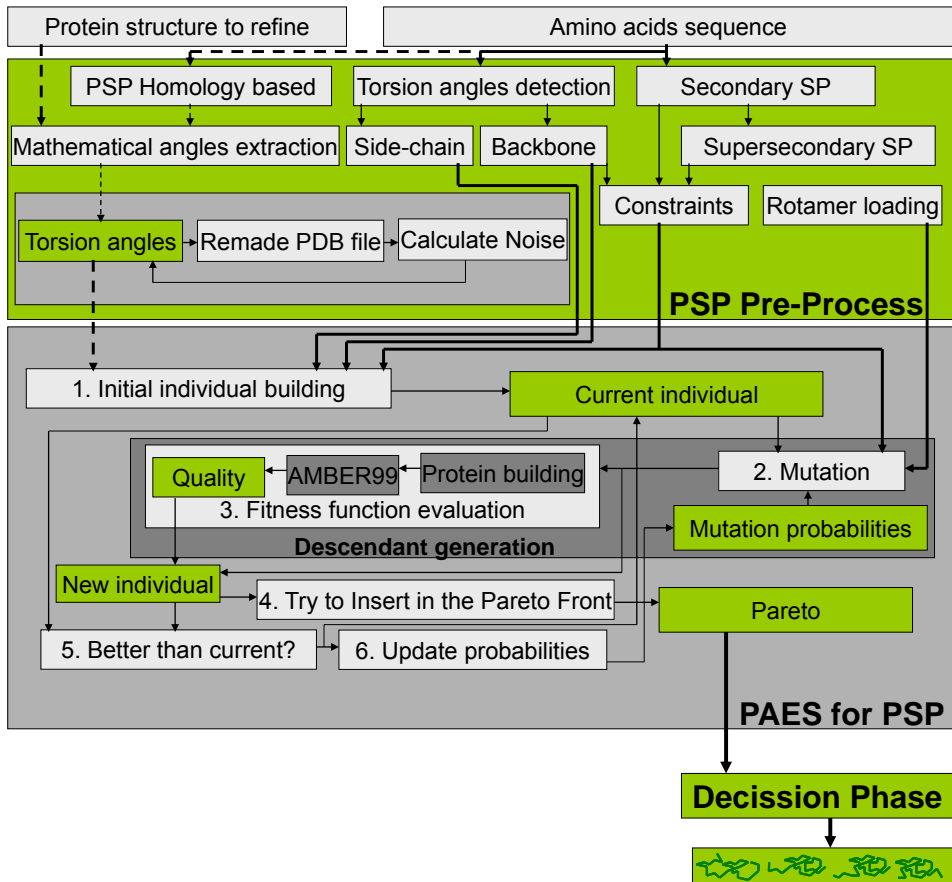 Protein structure to refine
Amino acids sequence
PSP Homology based
Torsion angles detection
Secondary SP
Mathematical angles extraction
Side-chain
Backbone
Supersecondary SP
Constraints
Rotamer loading
Torsion angles
Remade PDB file
Calculate Noise
PSP Pre-Process
1. Initial individual building
Current individual
Quality
AMBER99
Protein building
2. Mutation
3. Fitness function evaluation
Mutation probabilities
Descendant generation
New individual
4. Try to Insert in the Pareto Front
Pareto
5. Better than current?
6. Update probabilities
PAES for PSP
Decission Phase